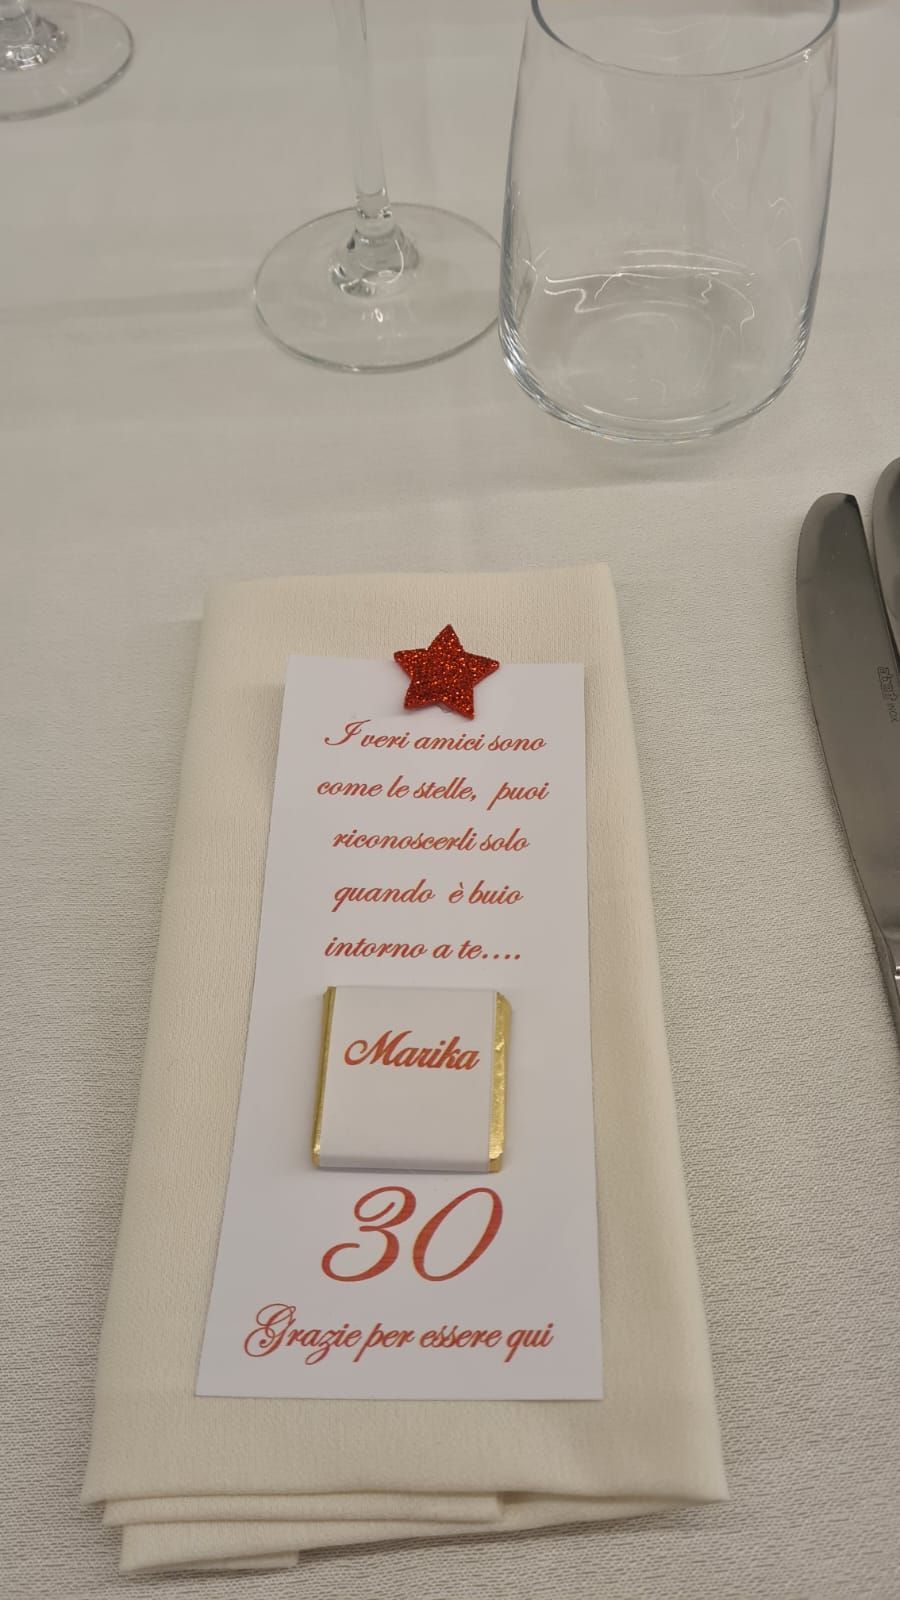 I veri amici sono
come le stelle, puoi
riconoscerli solo
quando è buio
intorno a te....
Marika
30
Grazie per essere qui